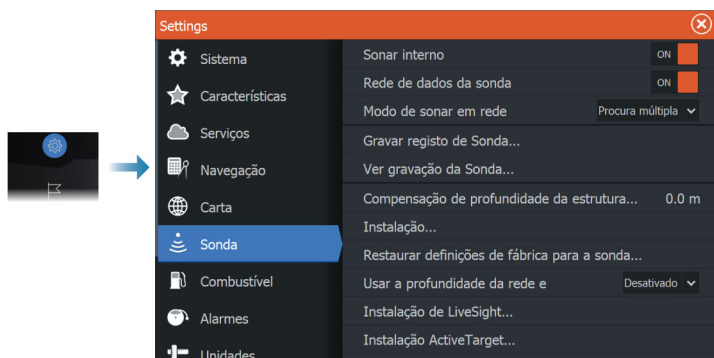 Settings
Sistema
Características
Serviços
Navegação
Carta
Sonda
Combustível
Alarmes
Unidades
Sonar interno ON
Rede de dados da sonda ON
Modo de sonar em rede Procura múltipla
Gravar registo de Sonda...
Ver gravação da Sonda...
Compensação de profundidade da estrutura... 0.0 m
Instalação...
Restaurar definições de fábrica para a sonda...
Usar a profundidade da rede e Desativado
Instalação de LiveSight...
Instalação ActiveTarget...